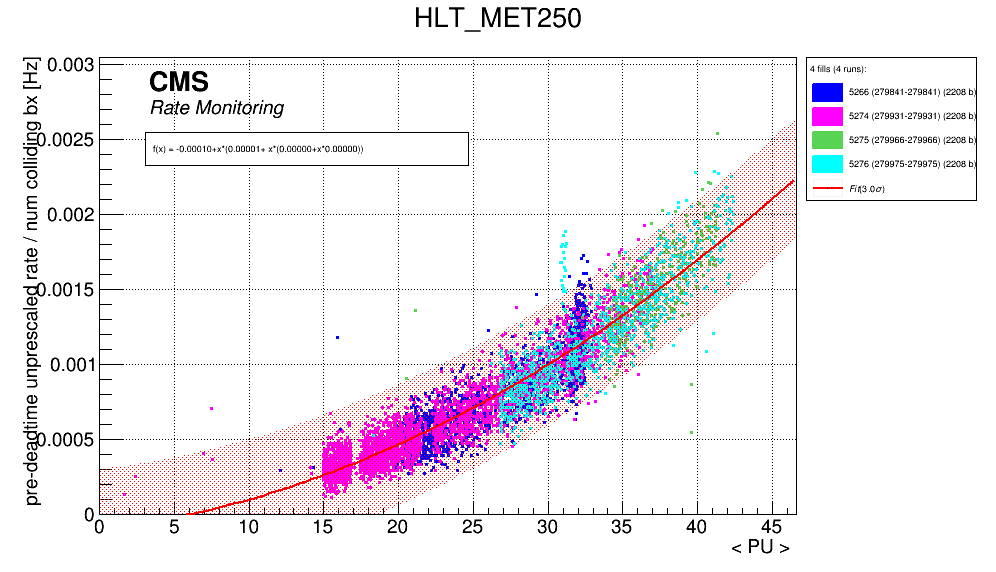 HLT_MET250
pre-deadtime unprescaled rate / num colliding bx [Hz]
0.003
0.0025
0.002
0.0015
0.001
0.0005
0
CMS
Rate Monitoring
f(x) = -0.00010+x*(0.00001+ x*(0.00000+x*0.00000))
0 5 10 15 20 25 30 35 40 45
< PU >
4 fills (4 runs):
5266 (279841-279841) (2208 b)
5274 (279931-279931) (2208 b)
5275 (279966-279966) (2208 b)
5276 (279975-279975) (2208 b)
Fit(3.0σ)